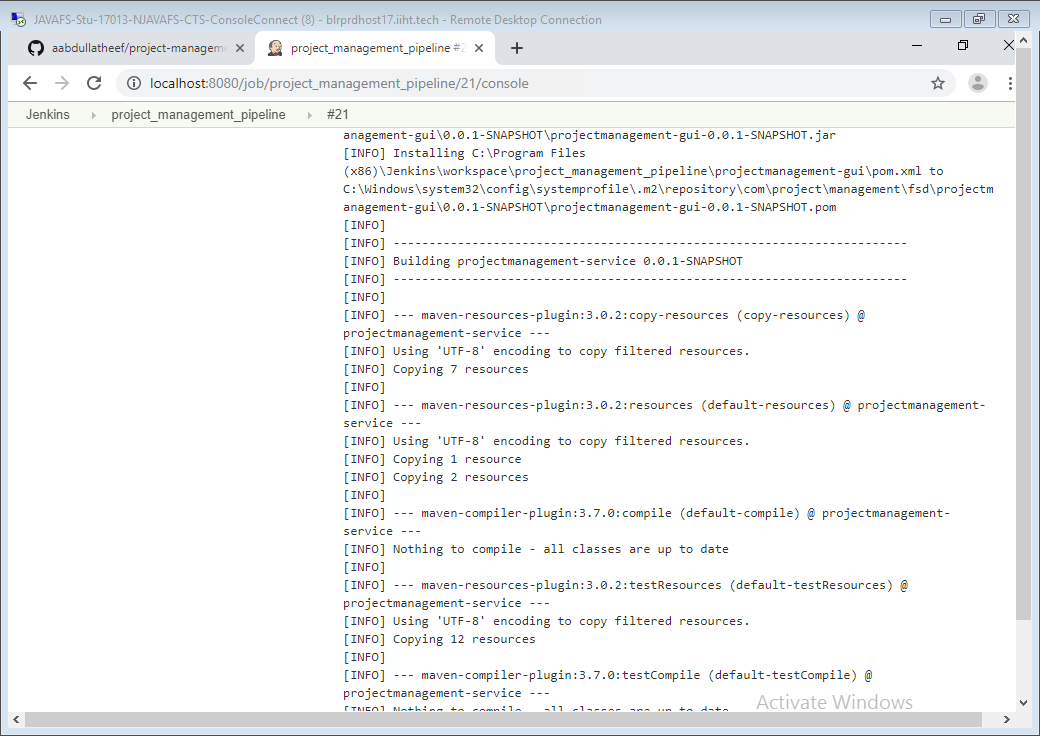 JAVAFS-Stu-17013-NJAVAFS-CTS-ConsoleConnect (8) - blrprdhost17.iiht.tech - Remote Desktop Connection
aabdullatheef/project-managem
project_management_pipeline #2
localhost:8080/job/project_management_pipeline/21/console
Jenkins project_management_pipeline #21
anagement-gui\0.0.1-SNAPSHOT\projectmanagement-gui-0.0.1-SNAPSHOT.jar
[INFO] Installing C:\Program Files
(x86)\Jenkins\workspace\project_management_pipeline\projectmanagement-gui\pom.xml to
C:\Windows\system32\config\systemprofile\.m2\repository\com\project\management\fsd\projectm
anagement-gui\0.0.1-SNAPSHOT\projectmanagement-gui-0.0.1-SNAPSHOT.pom
[INFO]
[INFO] ------------------------------------------------------------------------
[INFO] Building projectmanagement-service 0.0.1-SNAPSHOT
[INFO] ------------------------------------------------------------------------
[INFO]
[INFO] --- maven-resources-plugin:3.0.2:copy-resources (copy-resources) @
projectmanagement-service ---
[INFO] Using 'UTF-8' encoding to copy filtered resources.
[INFO] Copying 7 resources
[INFO]
[INFO] --- maven-resources-plugin:3.0.2:resources (default-resources) @ projectmanagement-
service ---
[INFO] Using 'UTF-8' encoding to copy filtered resources.
[INFO] Copying 1 resource
[INFO] Copying 2 resources
[INFO]
[INFO] --- maven-compiler-plugin:3.7.0:compile (default-compile) @ projectmanagement-
service ---
[INFO] Nothing to compile - all classes are up to date
[INFO]
[INFO] --- maven-resources-plugin:3.0.2:testResources (default-testResources) @
projectmanagement-service ---
[INFO] Using 'UTF-8' encoding to copy filtered resources.
[INFO] Copying 12 resources
[INFO]
[INFO] --- maven-compiler-plugin:3.7.0:testCompile (default-testCompile) @
projectmanagement-service ---
[INFO] Nothing to compile - all classes are up to date
Activate Windows